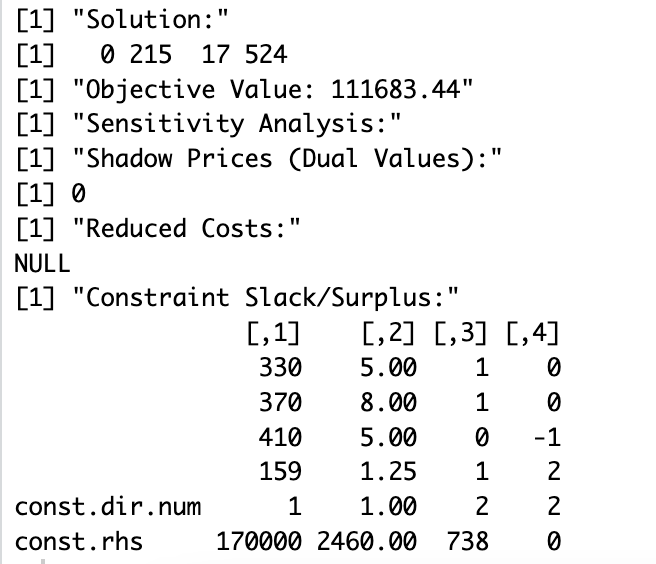 [1] "Solution:"
[1]   0 215  17 524
[1] "Objective Value: 111683.44"
[1] "Sensitivity Analysis:"
[1] "Shadow Prices (Dual Values):"
[1] 0
[1] "Reduced Costs:"
NULL
[1] "Constraint Slack/Surplus:"
                [,1]    [,2] [,3] [,4]
                 330    5.00    1    0
                 370    8.00    1    0
                 410    5.00    0   -1
                 159    1.25    1    2
const.dir.num      1    1.00    2    2
const.rhs     170000 2460.00  738    0